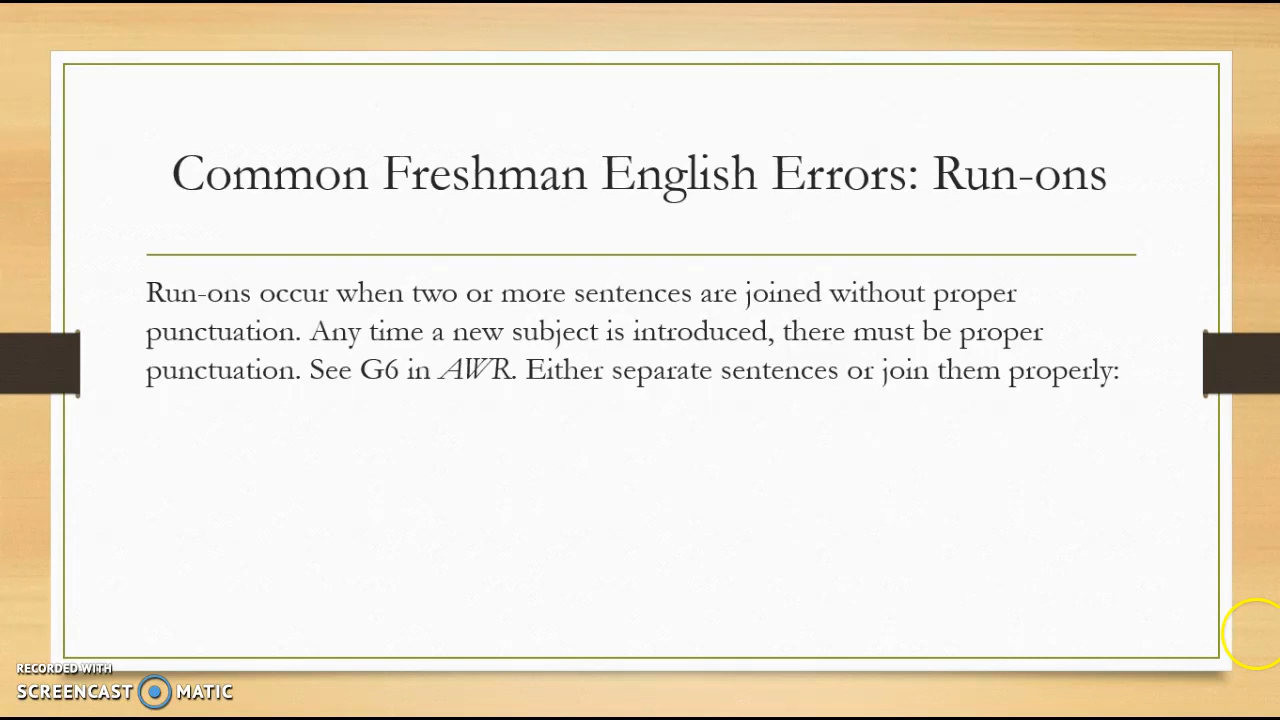 Common Freshman English Errors: Run-ons
Run-ons occur when two or more sentences are joined without proper
punctuation. Any time a new subject is introduced, there must be proper
punctuation. See G6 in AWR. Either separate sentences or join them properly:
RECORDED WITH
SCREENCAST MATIC